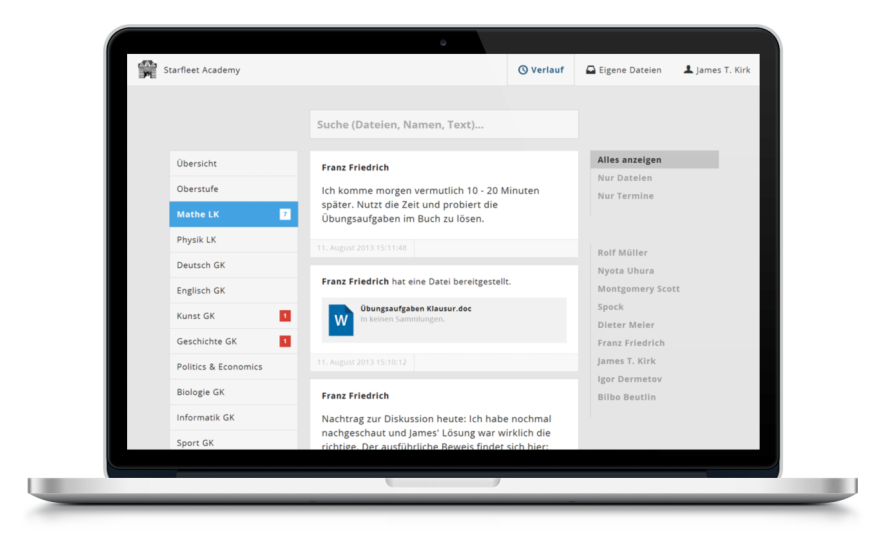 Starfleet Academy
Verlauf
Eigene Dateien
James T. Kirk
Suche (Dateien, Namen, Text)...
Übersicht
Oberstufe
Mathe LK 7
Physik LK
Deutsch GK
Englisch GK
Kunst GK 1
Geschichte GK 1
Politics & Economics
Biologie GK
Informatik GK
Sport GK
Franz Friedrich
Ich komme morgen vermutlich 10 - 20 Minuten
später. Nutzt die Zeit und probiert die
Übungsaufgaben im Buch zu lösen.
11. August 2013 15:11:48
Franz Friedrich hat eine Datei bereitgestellt.
W
Übungsaufgaben Klausur.doc
In keinen Sammlungen.
11. August 2013 15:10:12
Franz Friedrich
Nachtrag zur Diskussion heute: Ich habe nochmal
nachgeschaut und James' Lösung war wirklich die
richtige. Der ausführliche Beweis findet sich hier:
Alles anzeigen
Nur Dateien
Nur Termine
Rolf Müller
Nyota Uhura
Montgomery Scott
Spock
Dieter Meier
Franz Friedrich
James T. Kirk
Igor Dermetov
Bilbo Beutlin